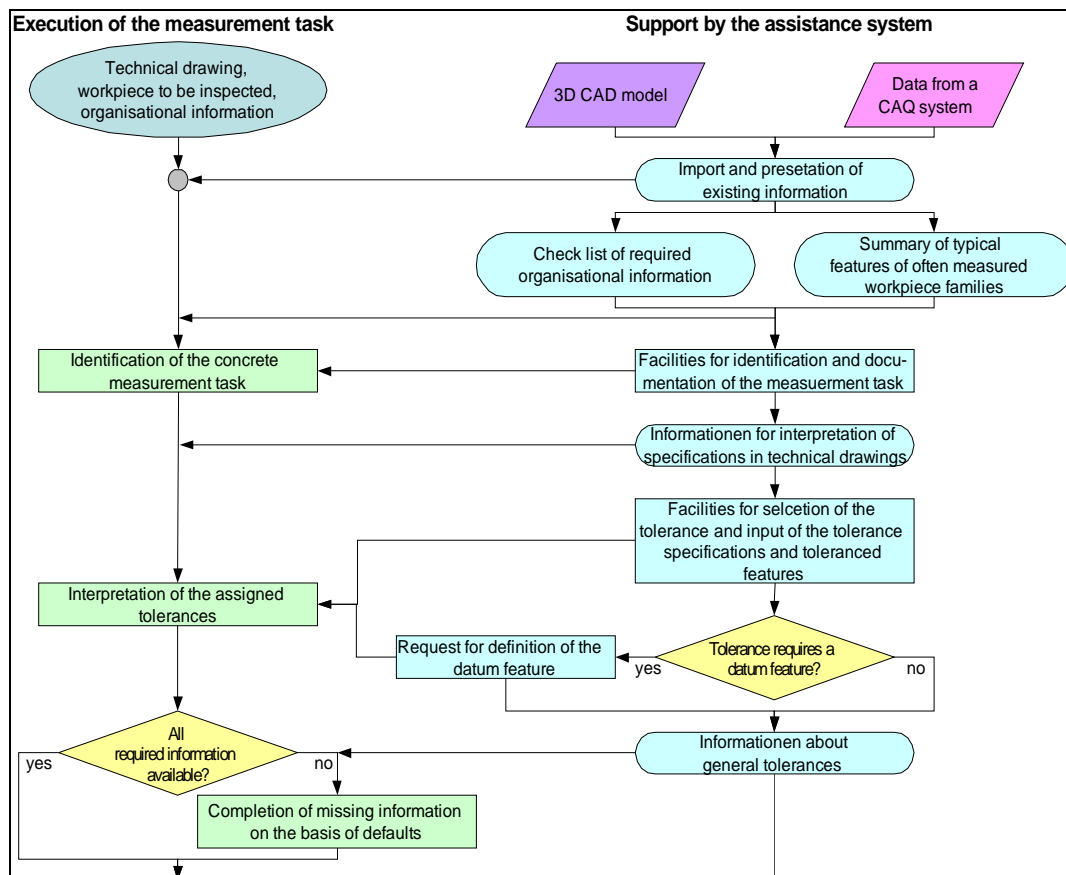 Execution of the measurement task
Support by the assistance system
Technical drawing,
workpiece to be inspected,
organisational information
3D CAD model
Data from a
CAQ system
Import and presetation of
existing information
Check list of required
organisational information
Summary of typical
features of often measured
workpiece families
Identification of the concrete
measurement task
Facilities for identification and docu-
mentation of the measuerment task
Informationen for interpretation of
specifications in technical drawings
Facilities for selcetion of the
tolerance and input of the tolerance
specifications and toleranced
features
Interpretation of the assigned
tolerances
Request for definition of the
datum feature
yes
Tolerance requires a
datum feature?
no
All
required information
available?
yes
no
Informationen about
general tolerances
Completion of missing information
on the basis of defaults